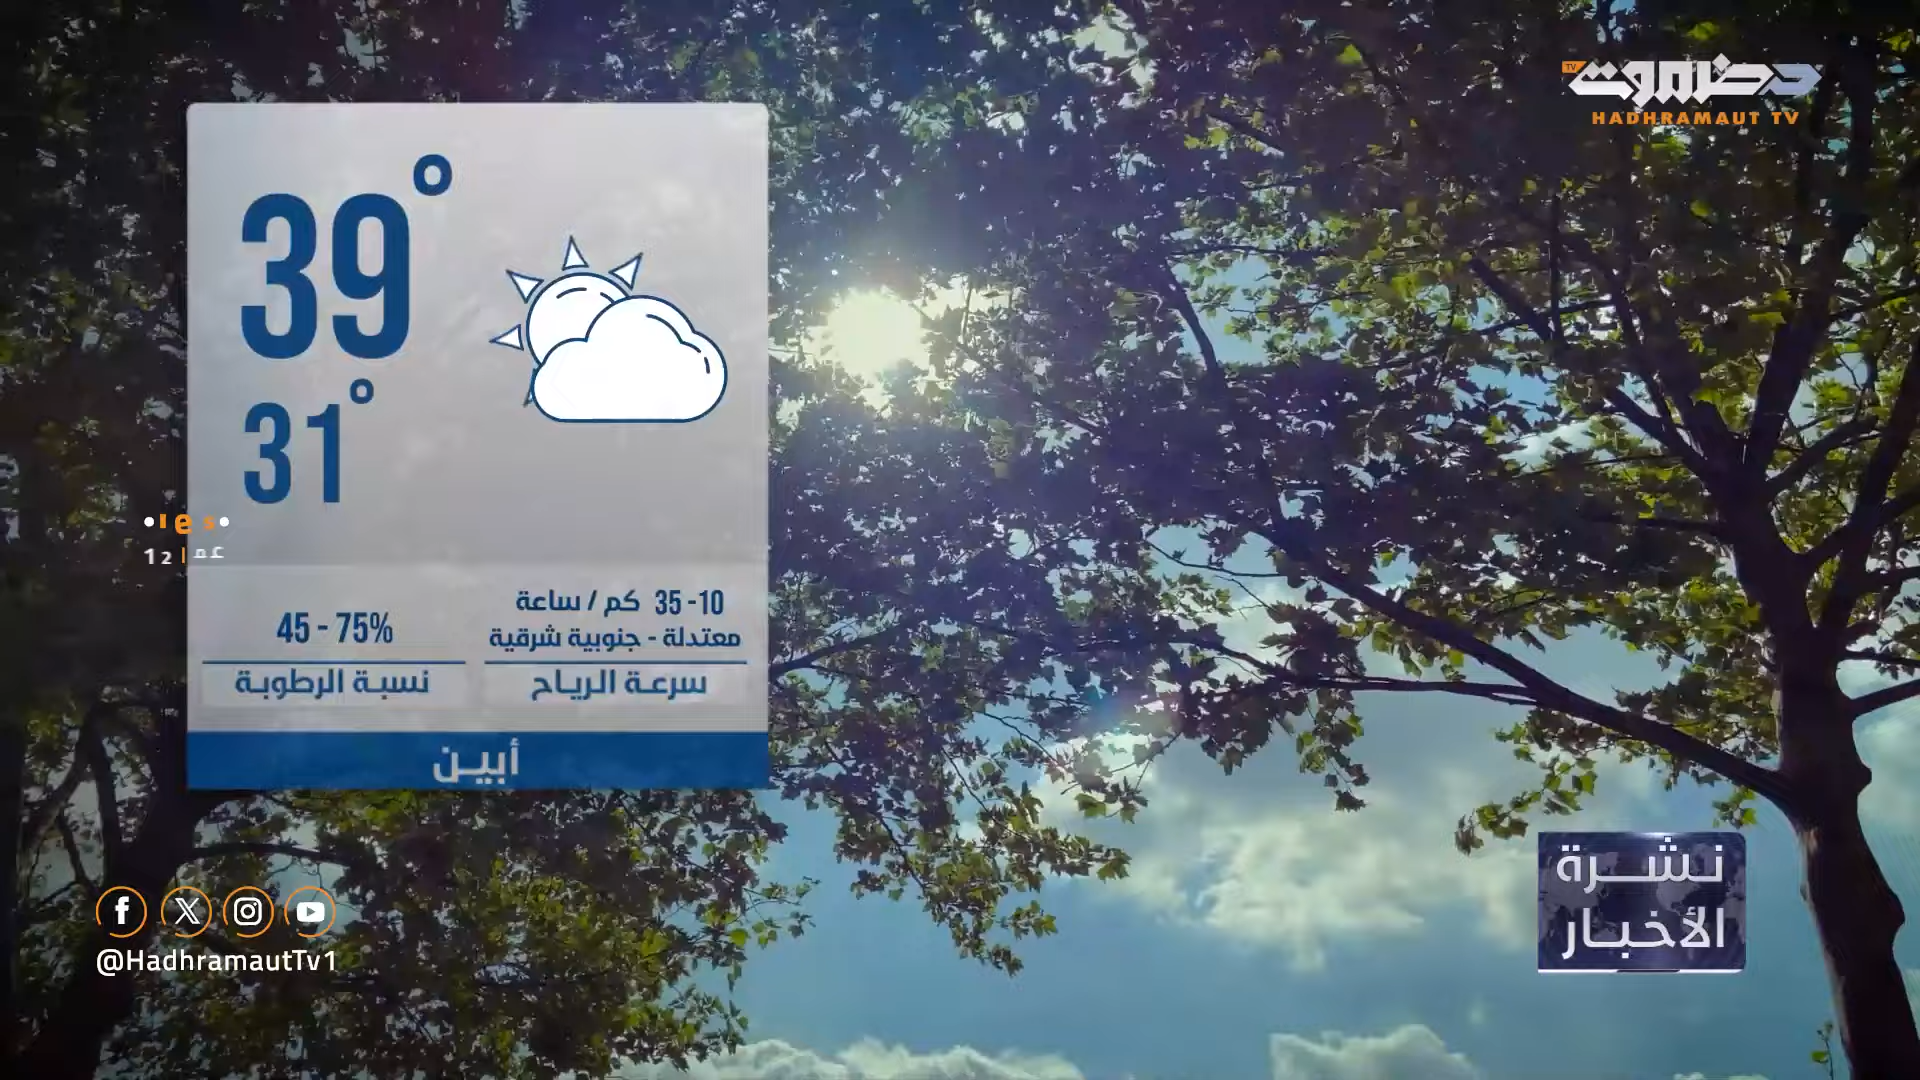 حضرموت
TV
HADHRAMAUT TV
39°
31°
35-10 كم / ساعة
معتدلة - جنوبية شرقية
سرعة الرياح
45 - 75%
نسبة الرطوبة
أبين
نشرة
الأخبار
@HadhramautTv1